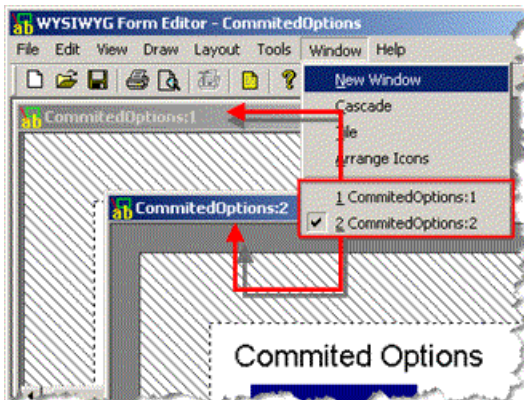 WYSIWYG Form Editor - CommitedOptions
File Edit View Draw Layout Tools Window Help
New Window
Cascade
Tile
Arrange Icons
1 CommitedOptions:1
2 CommitedOptions:2
CommitedOptions:1
CommitedOptions:2
Commited Options